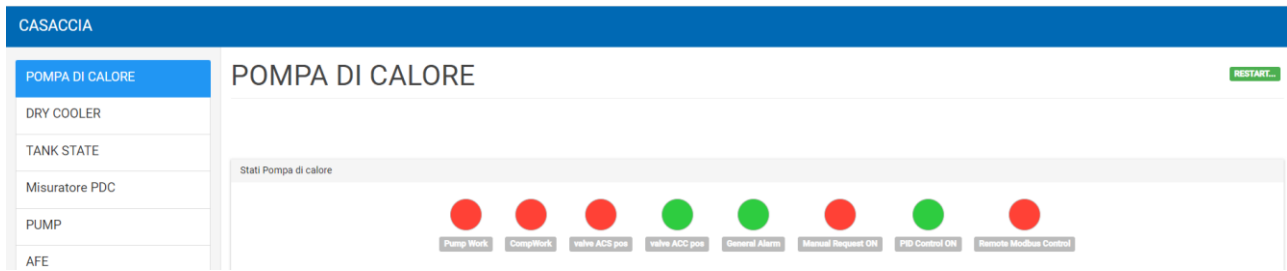 CASACCIA
POMPA DI CALORE
DRY COOLER
TANK STATE
Misuratore PDC
PUMP
AFE
POMPA DI CALORE
RESTART...
Stati Pompa di calore
Pump Work
CompWork
valve ACS pos
valve ACC pos
General Alarm
Manual Request ON
PID Control ON
Remote Modbus Control